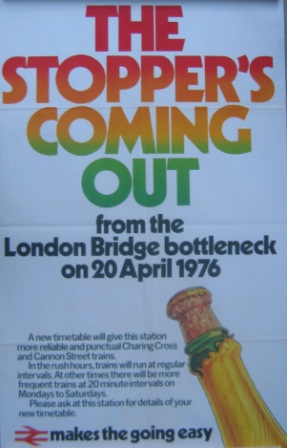 THE
STOPPER'S
COMING
OUT
from the
London Bridge bottleneck
on 20 April 1976
A new timetable will give this station
more reliable and punctual Charing Cross
and Cannon Street trains.
In the rush hours, trains will run at regular
intervals. At other times there will be more
frequent trains at 20 minute intervals on
Mondays to Saturdays.
Please ask at this station for details of your
new timetable.
makes the going easy